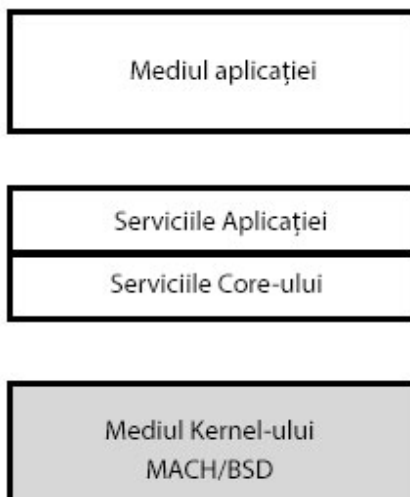 Mediul aplicației
Serviciile Aplicației
Serviciile Core-ului
Mediul Kernel-ului
MACH/BSD